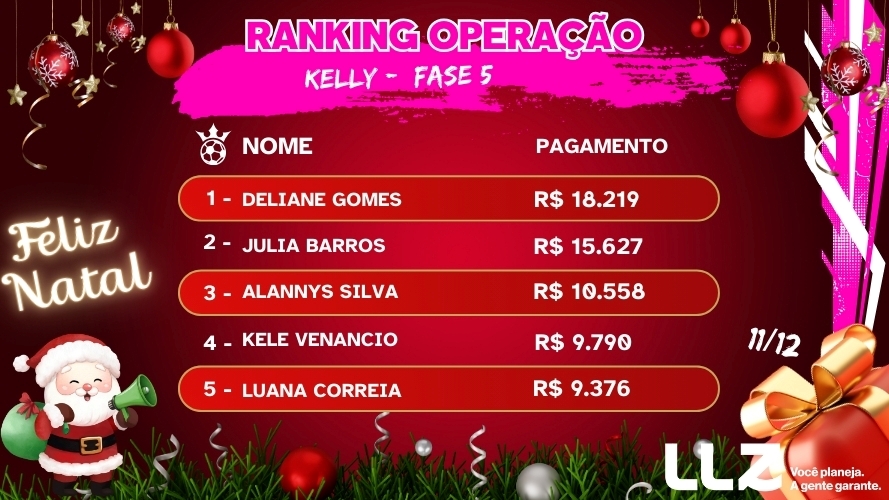 RANKING OPERAÇÃO
KELLY - FASE 5
NOME PAGAMENTO
1 - DELIANE GOMES R$ 18.219
2 - JULIA BARROS R$ 15.627
3 - ALANNYS SILVA R$ 10.558
4 - KELE VENANCIO R$ 9.790
5 - LUANA CORREIA R$ 9.376
Feliz
Natal
11/12
LLZ
Você planeja.
A gente garante.